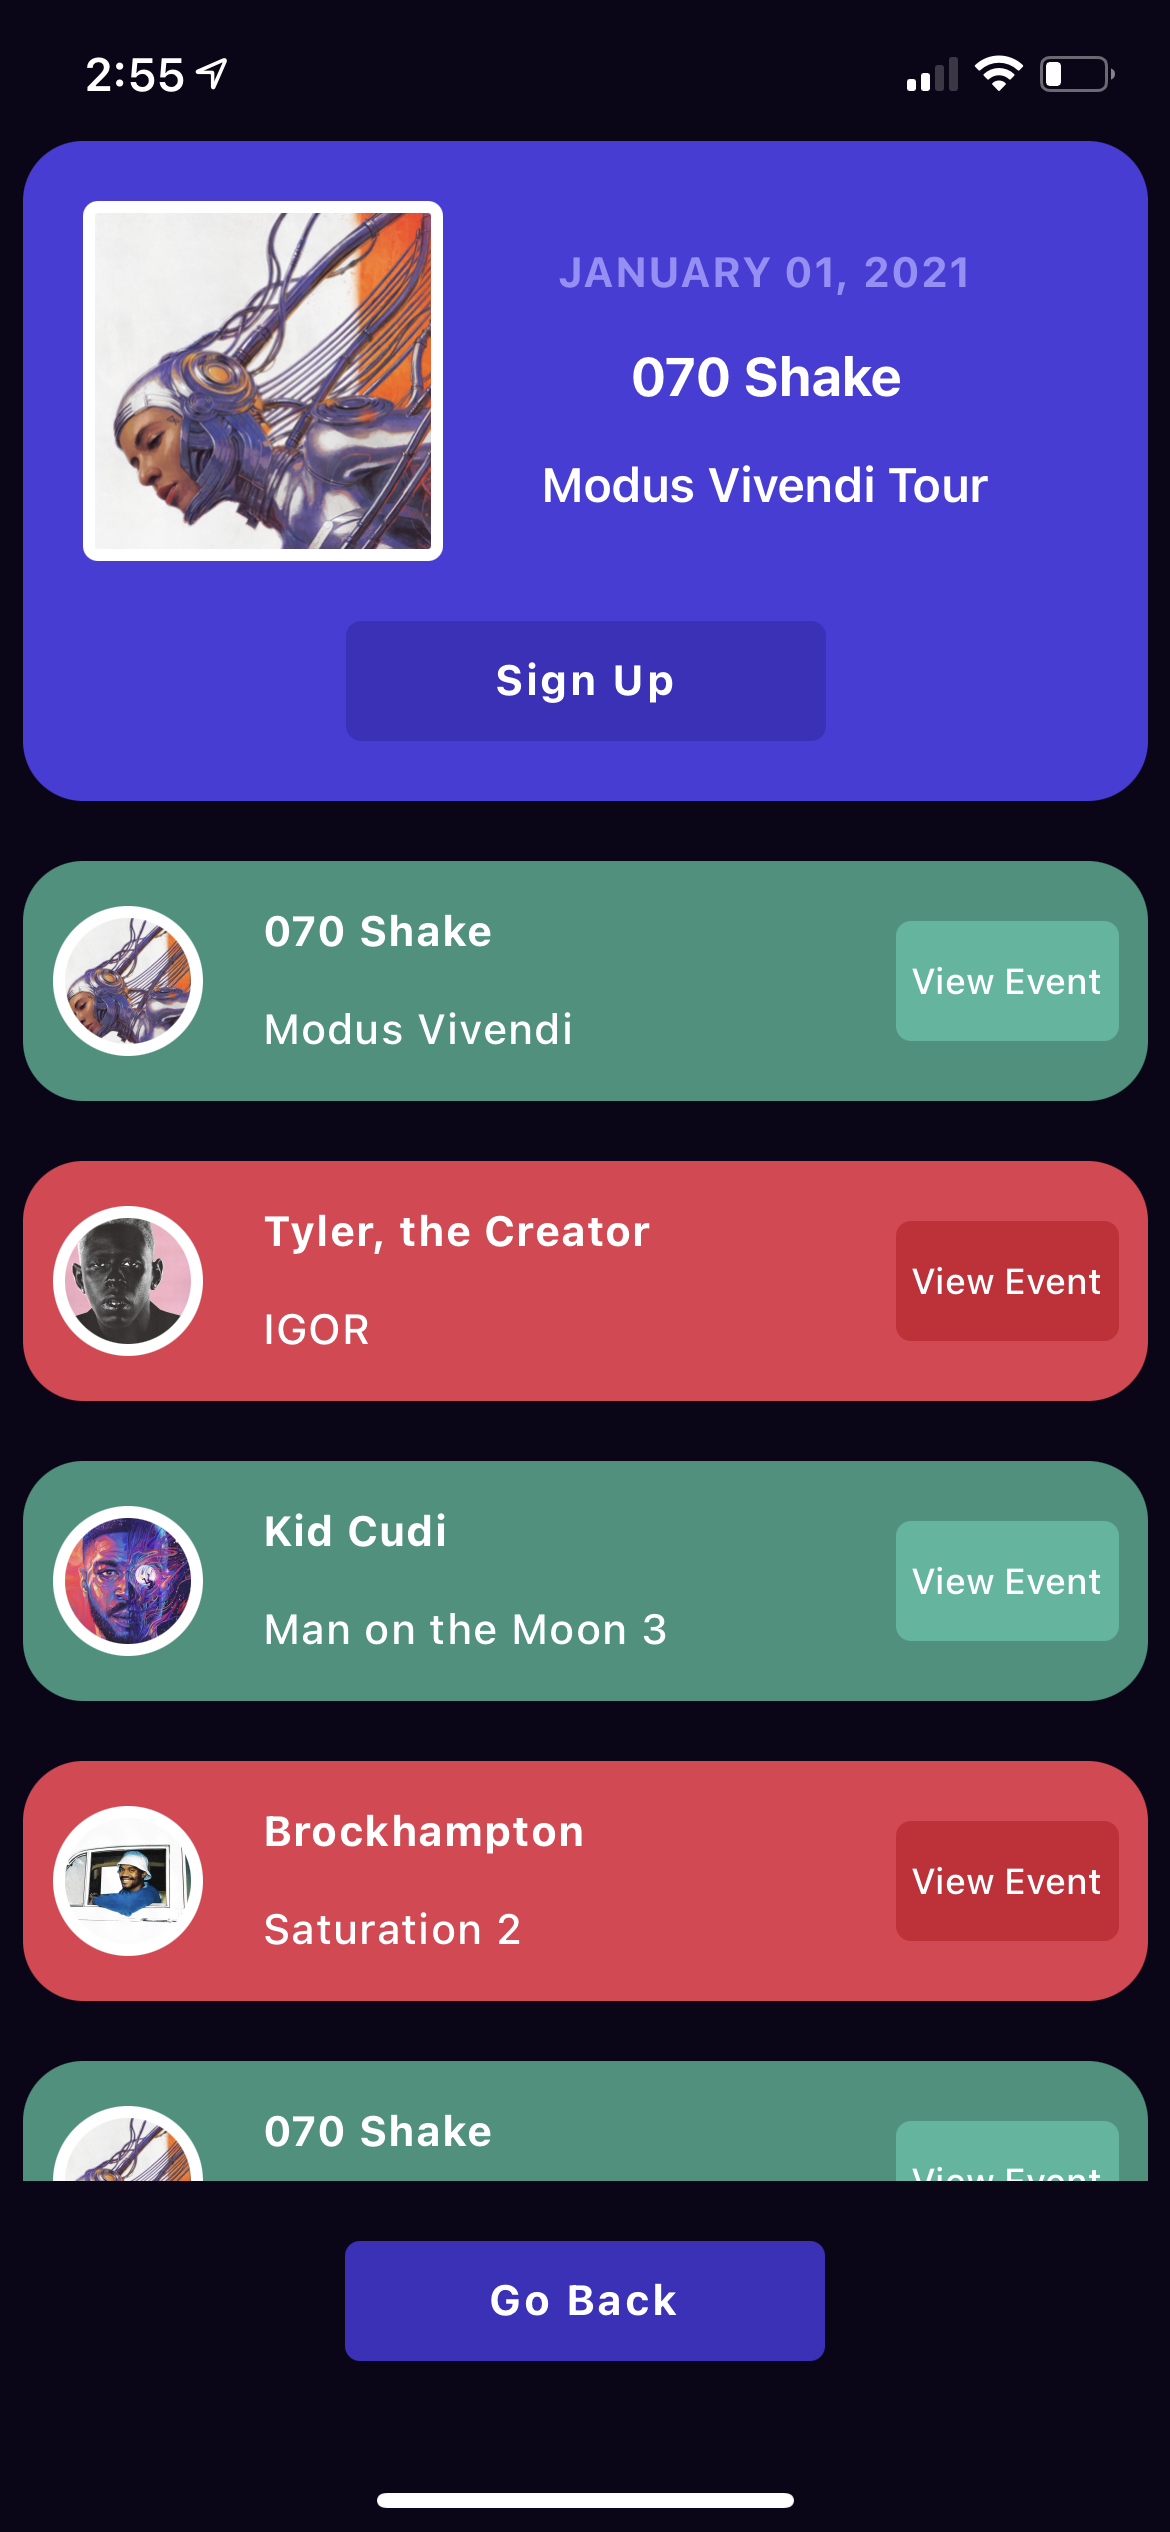 2:55
JANUARY 01, 2021
070 Shake
Modus Vivendi Tour
Sign Up
070 Shake
Modus Vivendi
View Event
Tyler, the Creator
IGOR
View Event
Kid Cudi
Man on the Moon 3
View Event
Brockhampton
Saturation 2
View Event
070 Shake
View Event
Go Back